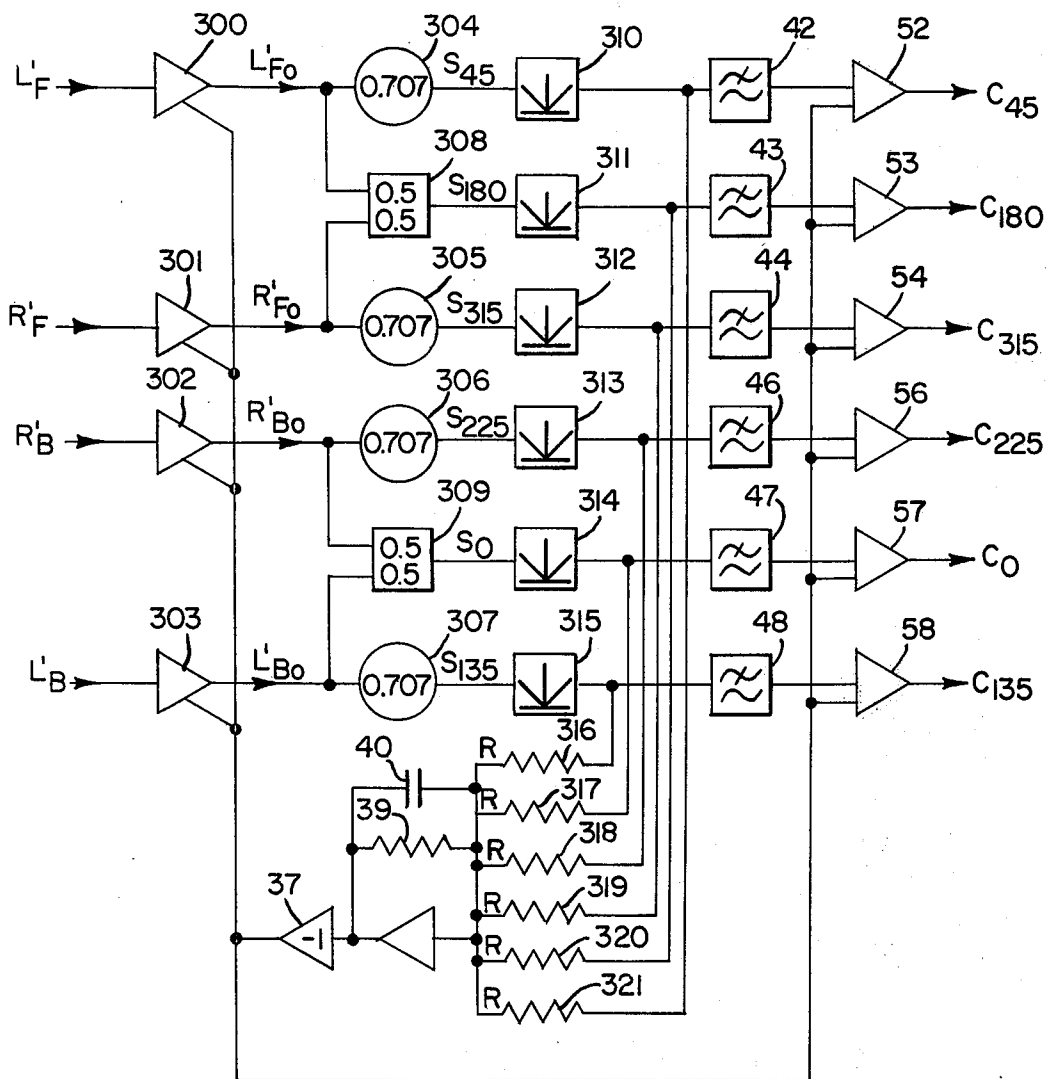 300 304 310 42 52
L'F L'Fo 0.707 S45 C45
308 311 43 53
0.5 S180 C180
0.5
301 305 312 44 54
R'F R'Fo 0.707 S315 C315
302 306 313 46 56
R'B R'Bo 0.707 S225 C225
309 314 47 57
0.5 S0 C0
0.5
303 307 315 48 58
L'B L'Bo 0.707 S135 C135
40 R 316
R 317
39 R 318
R 319
37 -1 R 320
R 321